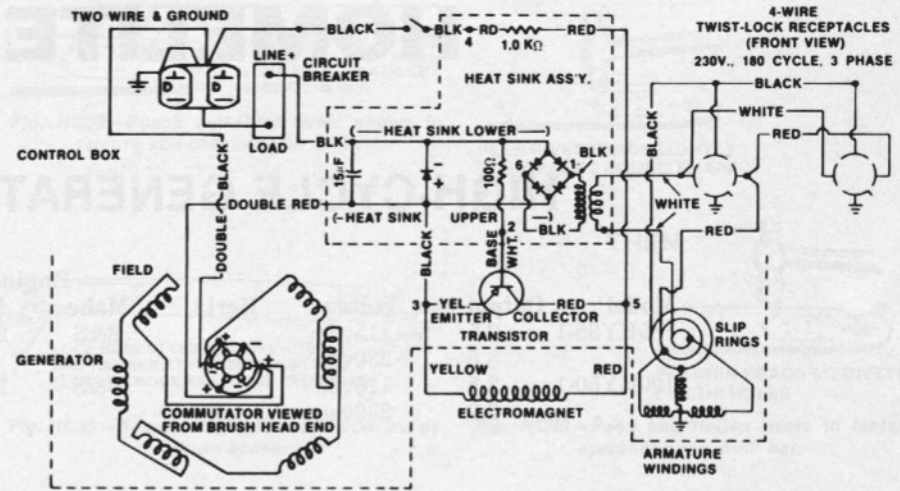 TWO WIRE & GROUND
BLACK
BLK
4
RD
1.0 KΩ
RED
4-WIRE
TWIST-LOCK RECEPTACLES
(FRONT VIEW)
230V., 180 CYCLE, 3 PHASE
LINE+
CIRCUIT
BREAKER
HEAT SINK ASS'Y.
BLACK
WHITE
RED
LOAD
CONTROL BOX
BLK
(— HEAT SINK LOWER —)
15µF
100Ω
6
1
BLACK
DOUBLE RED
(-HEAT SINK
UPPER
—)
BLK
WHITE
RED
DOUBLE
BLACK
BLACK
BASE
WHT.
2
FIELD
3
YEL
EMITTER
RED
COLLECTOR
5
TRANSISTOR
SLIP
RINGS
GENERATOR
YELLOW
RED
ELECTROMAGNET
COMMUTATOR VIEWED
FROM BRUSH HEAD END
ARMATURE
WINDINGS